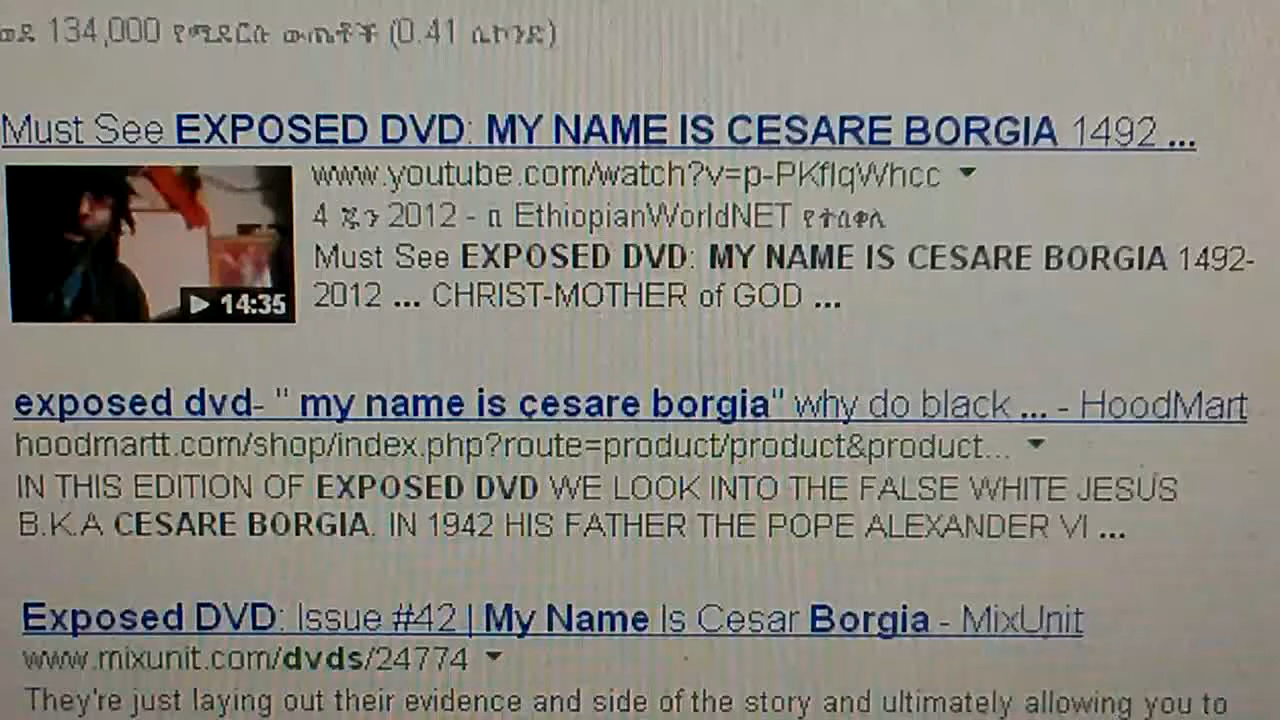 ወደ 134,000 የሚደርሱ ውጤቶች (0.41 ሴኮንድ)
Must See EXPOSED DVD: MY NAME IS CESARE BORGIA 1492 ...
www.youtube.com/watch?v=p-PKflqWhcc
4 ጁን 2012 - በ EthiopianWorldNET የተሰቀለ
Must See EXPOSED DVD: MY NAME IS CESARE BORGIA 1492-
2012 ... CHRIST-MOTHER of GOD ...
14:35
exposed dvd- " my name is cesare borgia" why do black ... - HoodMart
hoodmartt.com/shop/index.php?route=product/product&product...
IN THIS EDITION OF EXPOSED DVD WE LOOK INTO THE FALSE WHITE JESUS
B.K.A CESARE BORGIA. IN 1942 HIS FATHER THE POPE ALEXANDER VI ...
Exposed DVD: Issue #42 | My Name Is Cesar Borgia - MixUnit
www.mixunit.com/dvds/24774
They're just laying out their evidence and side of the story and ultimately allowing you to